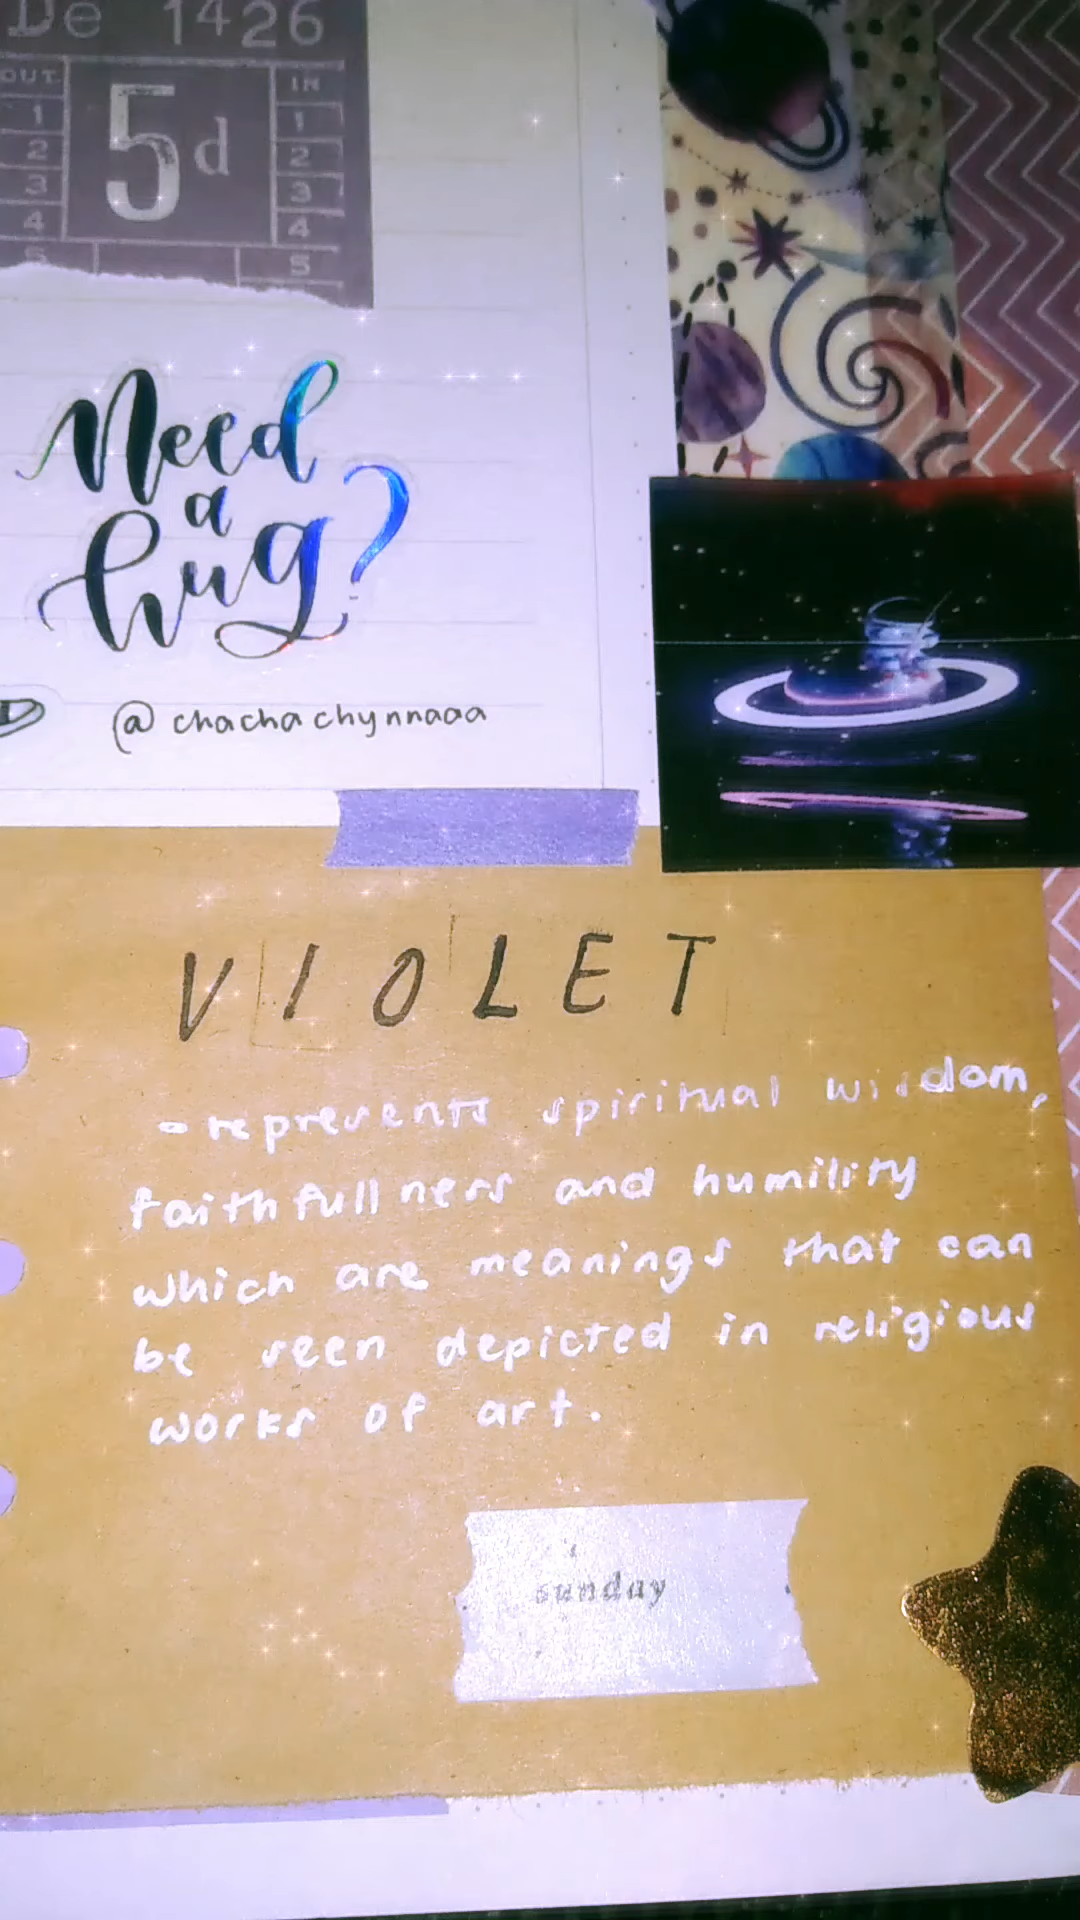 De 1426
OUT
IN
5d
1
2
3
4
5
1
2
3
4
5
Need
a
hug?
@chachachynnaaa
VIOLET
- represents spiritual wisdom,
faithfullness and humility
which are meanings that can
be seen depicted in religious
works of art.
sunday